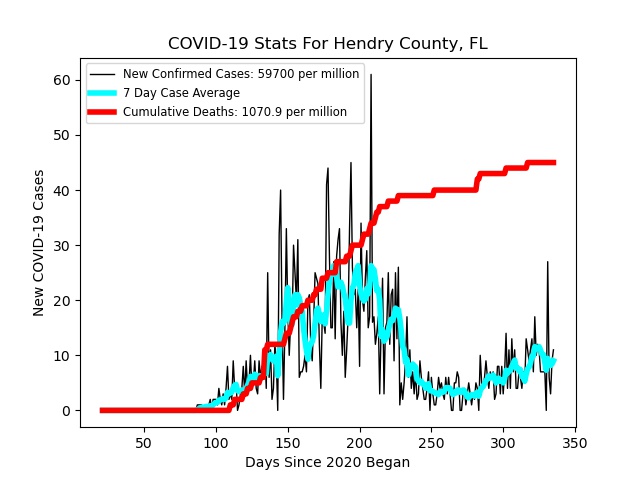 COVID-19 Stats For Hendry County, FL
New Confirmed Cases: 59700 per million
7 Day Case Average
Cumulative Deaths: 1070.9 per million
New COVID-19 Cases
60
50
40
30
20
10
0
50 100 150 200 250 300 350
Days Since 2020 Began